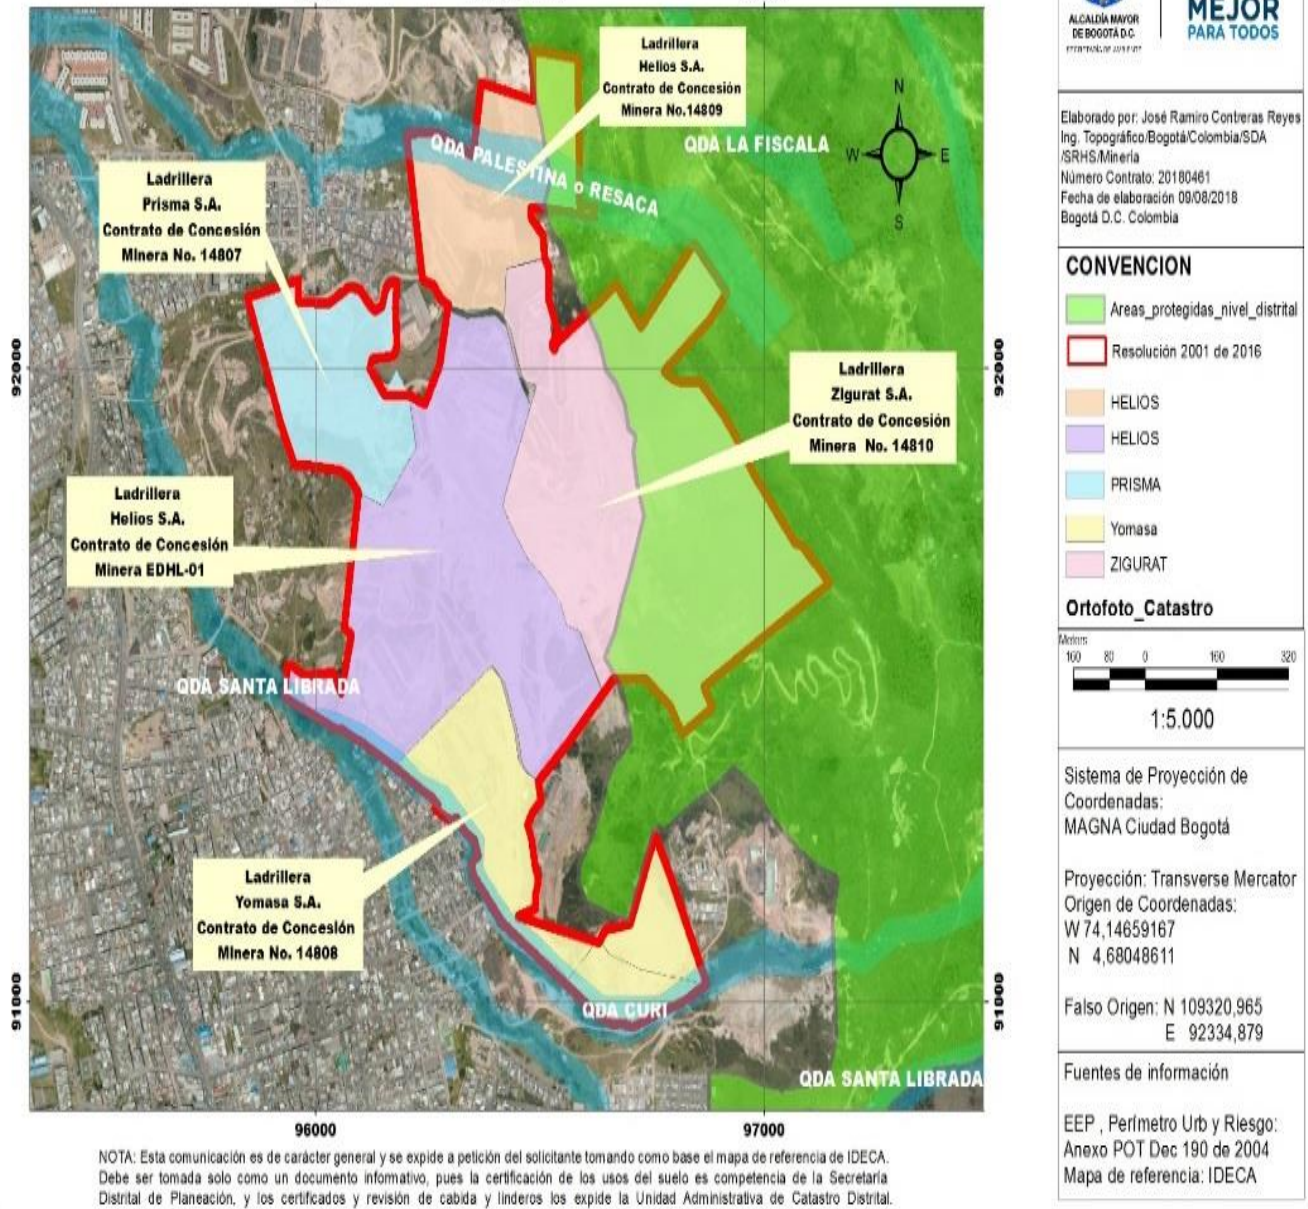 Ladrillera
Helios S.A.
Contrato de Concesión
Minera No.14809
QDA LA FISCALA
QDA PALESTINA o RESACA
N
W
E
S
Ladrillera
Prisma S.A.
Contrato de Concesión
Minera No. 14807
92000
92000
Ladrillera
Zigurat S.A.
Contrato de Concesión
Minera No. 14810
Ladrillera
Helios S.A.
Contrato de Concesión
Minera EDHL-01
QDA SANTA LIBRADA
Ladrillera
Yomasa S.A.
Contrato de Concesión
Minera No. 14808
91000
91000
QDA CURI
QDA SANTA LIBRADA
96000
97000
NOTA: Esta comunicación es de carácter general y se expide a petición del solicitante tomando como base el mapa de referencia de IDECA.
Debe ser tomada solo como un documento informativo, pues la certificación de los usos del suelo es competencia de la Secretaría
Distrital de Planeación, y los certificados y revisión de cabida y linderos los expide la Unidad Administrativa de Catastro Distrital.
ALCALDÍA MAYOR
DE BOGOTÁ D.C.
SECRETARÍA DE AMBIENTE
MEJOR
PARA TODOS
Elaborado por: José Ramiro Contreras Reyes
Ing. Topográfico/Bogotá/Colombia/SDA
/SRHS/Minería
Número Contrato: 20180461
Fecha de elaboración 09/08/2018
Bogotá D.C. Colombia
CONVENCION
Areas_protegidas_nivel_distrital
Resolución 2001 de 2016
HELIOS
HELIOS
PRISMA
Yomasa
ZIGURAT
Ortofoto_Catastro
Meters
160 80 0 160 320
1:5.000
Sistema de Proyección de
Coordenadas:
MAGNA Ciudad Bogotá
Proyección: Transverse Mercator
Origen de Coordenadas:
W 74,14659167
N 4,68048611
Falso Origen: N 109320,965
E 92334,879
Fuentes de información
EEP , Perímetro Urb y Riesgo:
Anexo POT Dec 190 de 2004
Mapa de referencia: IDECA